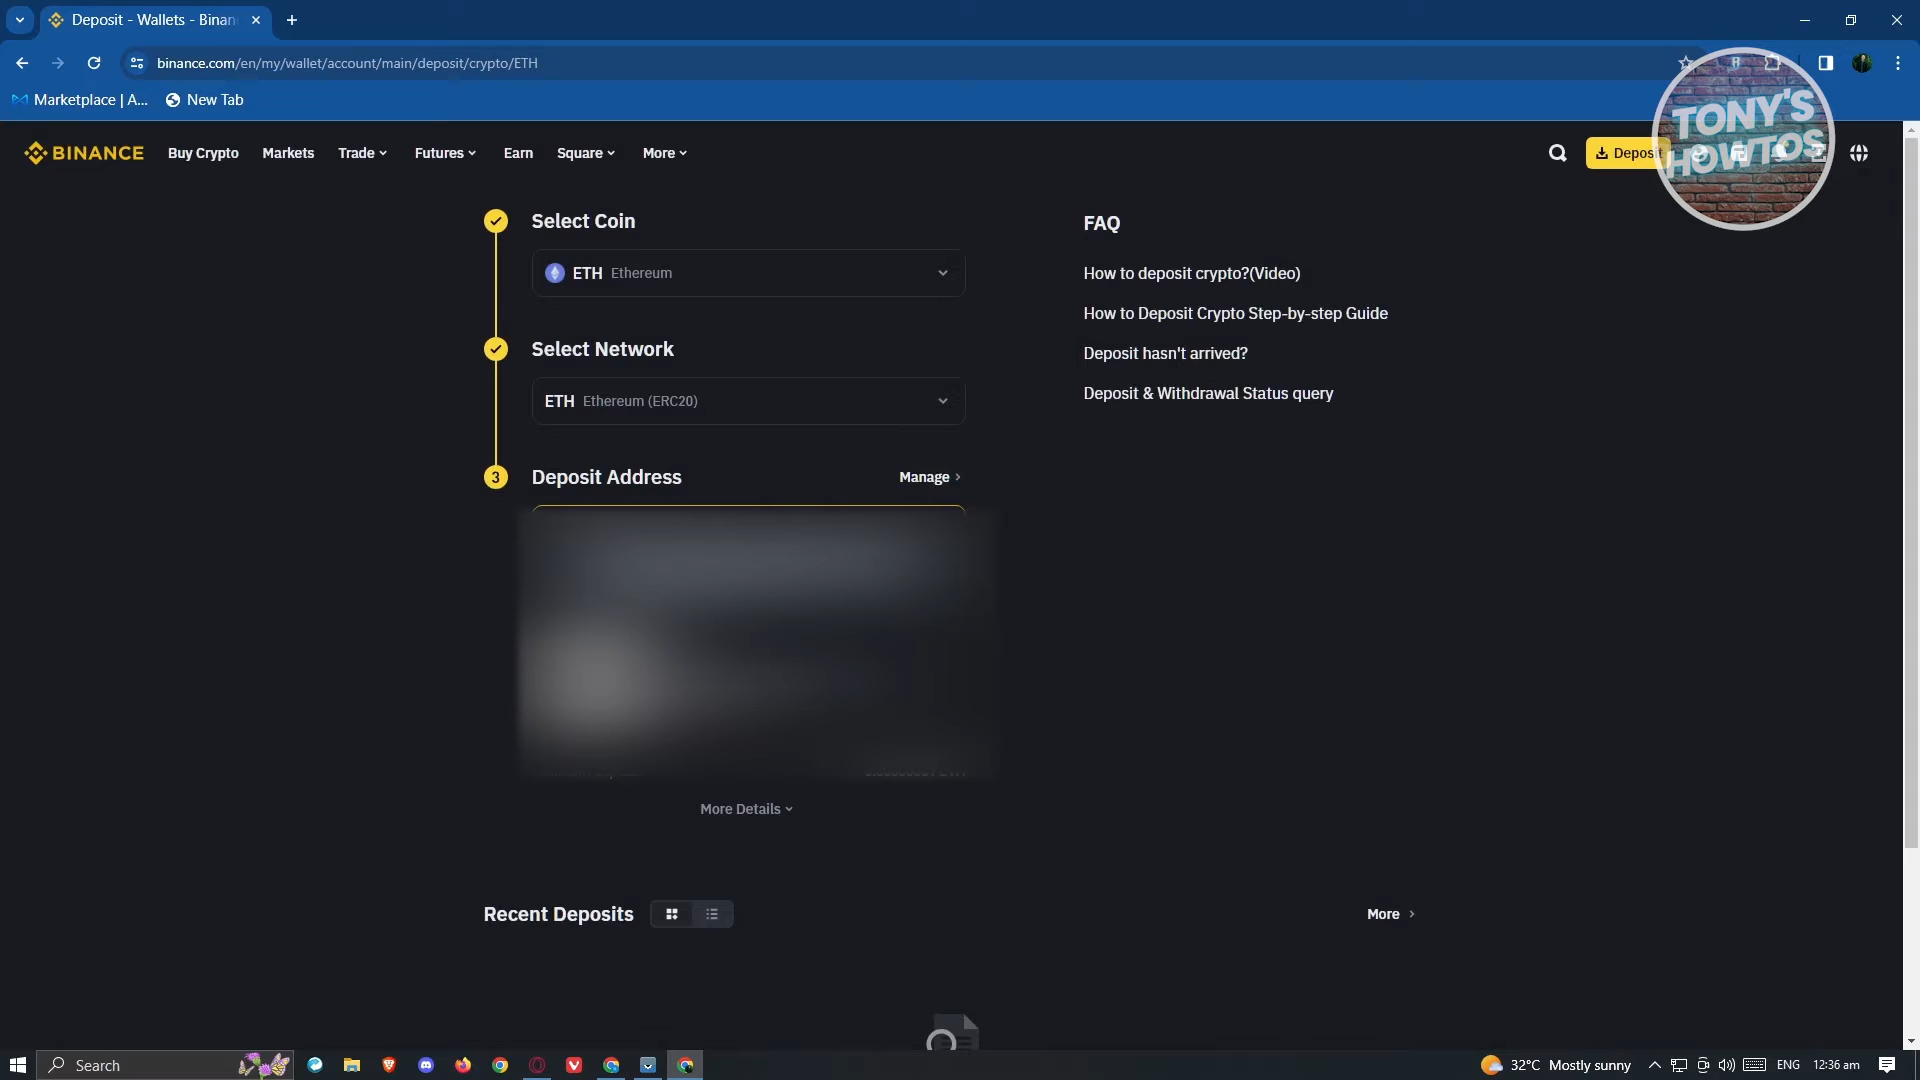 Deposit - Wallets - Binan
binance.com/en/my/wallet/account/main/deposit/crypto/ETH
Marketplace | A...
New Tab
TONY'S
HOWTOS
BINANCE
Buy Crypto
Markets
Trade
Futures
Earn
Square
More
Deposit
Select Coin
ETH Ethereum
Select Network
ETH Ethereum (ERC20)
3
Deposit Address
Manage
More Details
FAQ
How to deposit crypto?(Video)
How to Deposit Crypto Step-by-step Guide
Deposit hasn't arrived?
Deposit & Withdrawal Status query
Recent Deposits
More
Search
32°C Mostly sunny
ENG
12:36 am